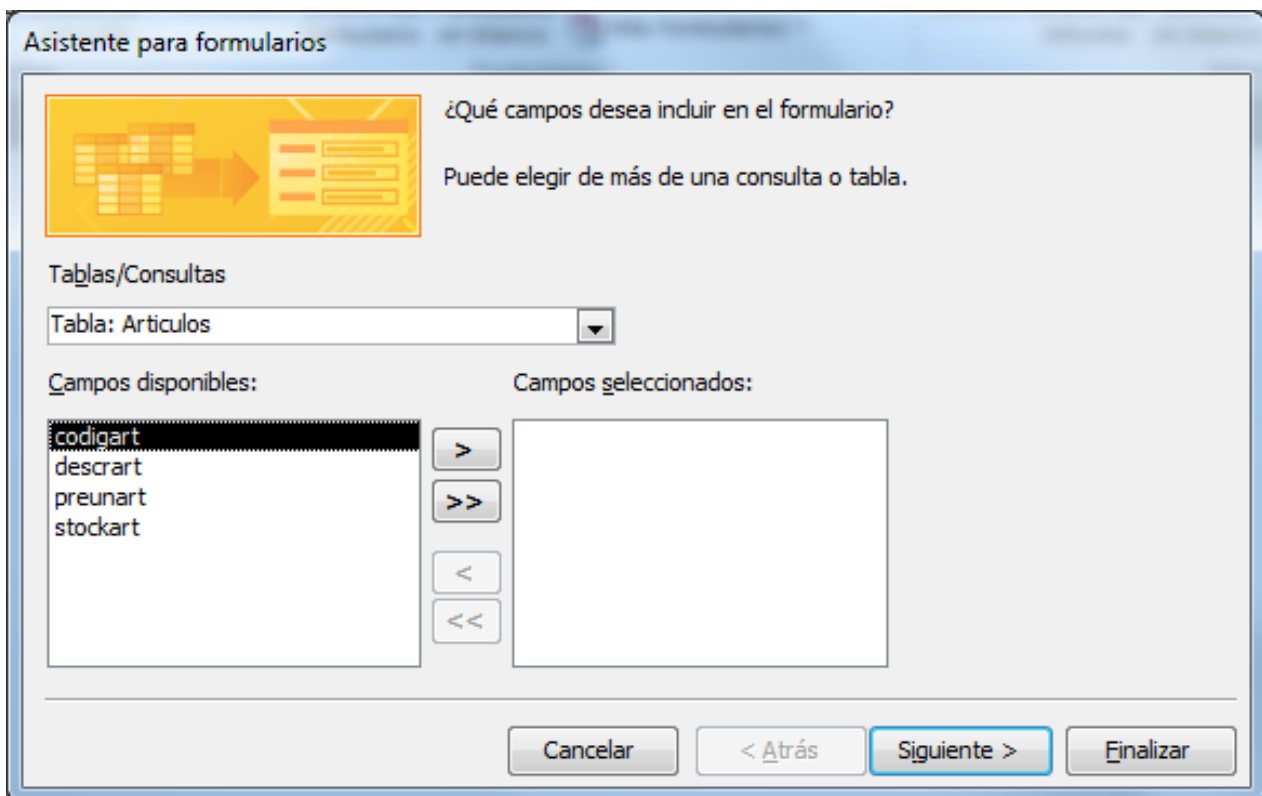 Asistente para formularios
¿Qué campos desea incluir en el formulario?
Puede elegir de más de una consulta o tabla.
Tablas/Consultas
Tabla: Articulos
Campos disponibles:
Campos seleccionados:
codigart
descrart
preunart
stockart
>
>>
<
<<
Cancelar
< Atrás
Siguiente >
Finalizar